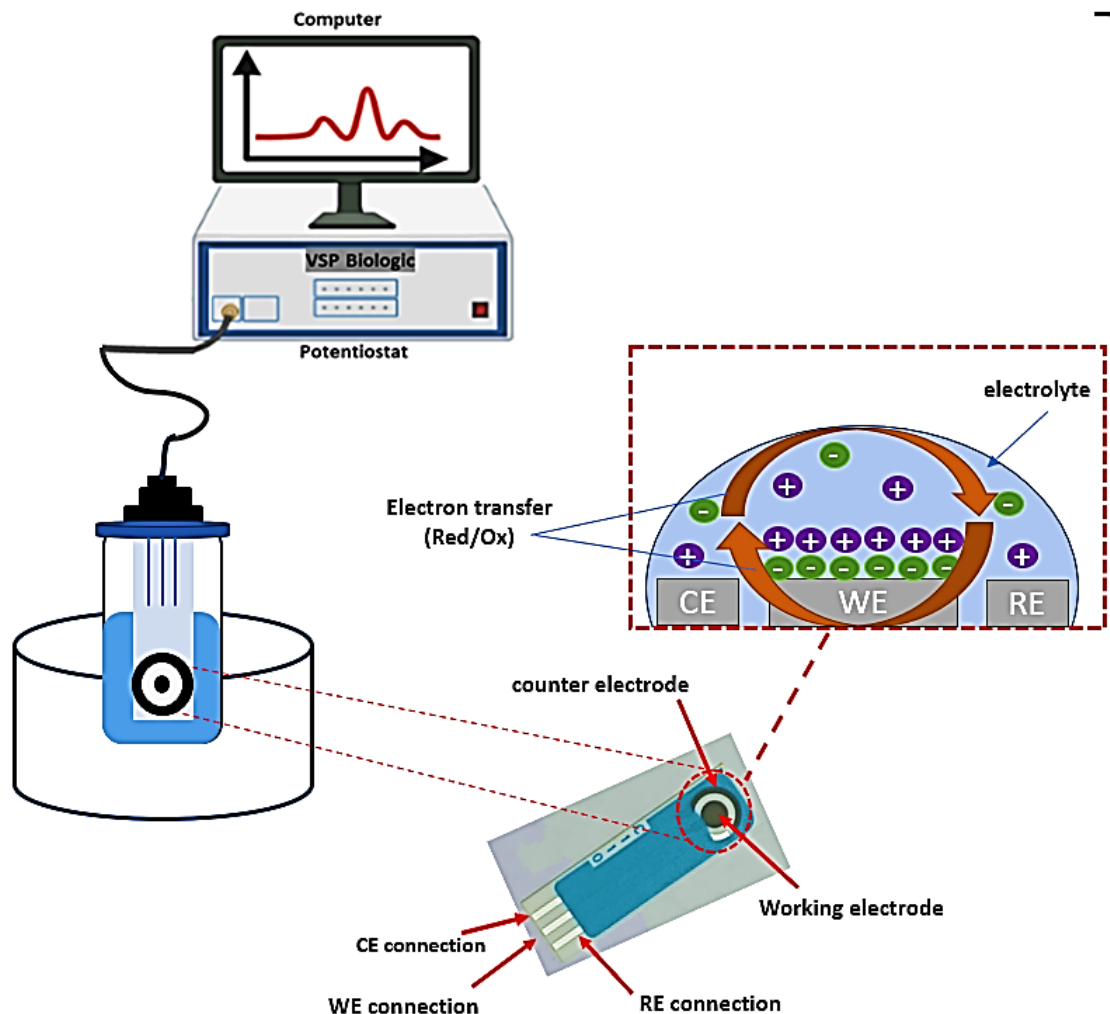 Computer
VSP Biologic
Potentiostat
electrolyte
Electron transfer
(Red/Ox)
- + + -
+ + + + + + + +
- - - - - -
CE WE RE
counter electrode
C110
Working electrode
CE connection
WE connection
RE connection